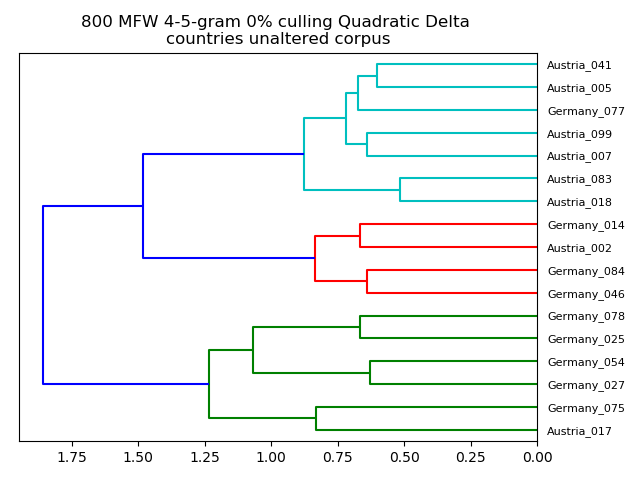 800 MFW 4-5-gram 0% culling Quadratic Delta
countries unaltered corpus
Austria_041
Austria_005
Germany_077
Austria_099
Austria_007
Austria_083
Austria_018
Germany_014
Austria_002
Germany_084
Germany_046
Germany_078
Germany_025
Germany_054
Germany_027
Germany_075
Austria_017
1.75 1.50 1.25 1.00 0.75 0.50 0.25 0.00